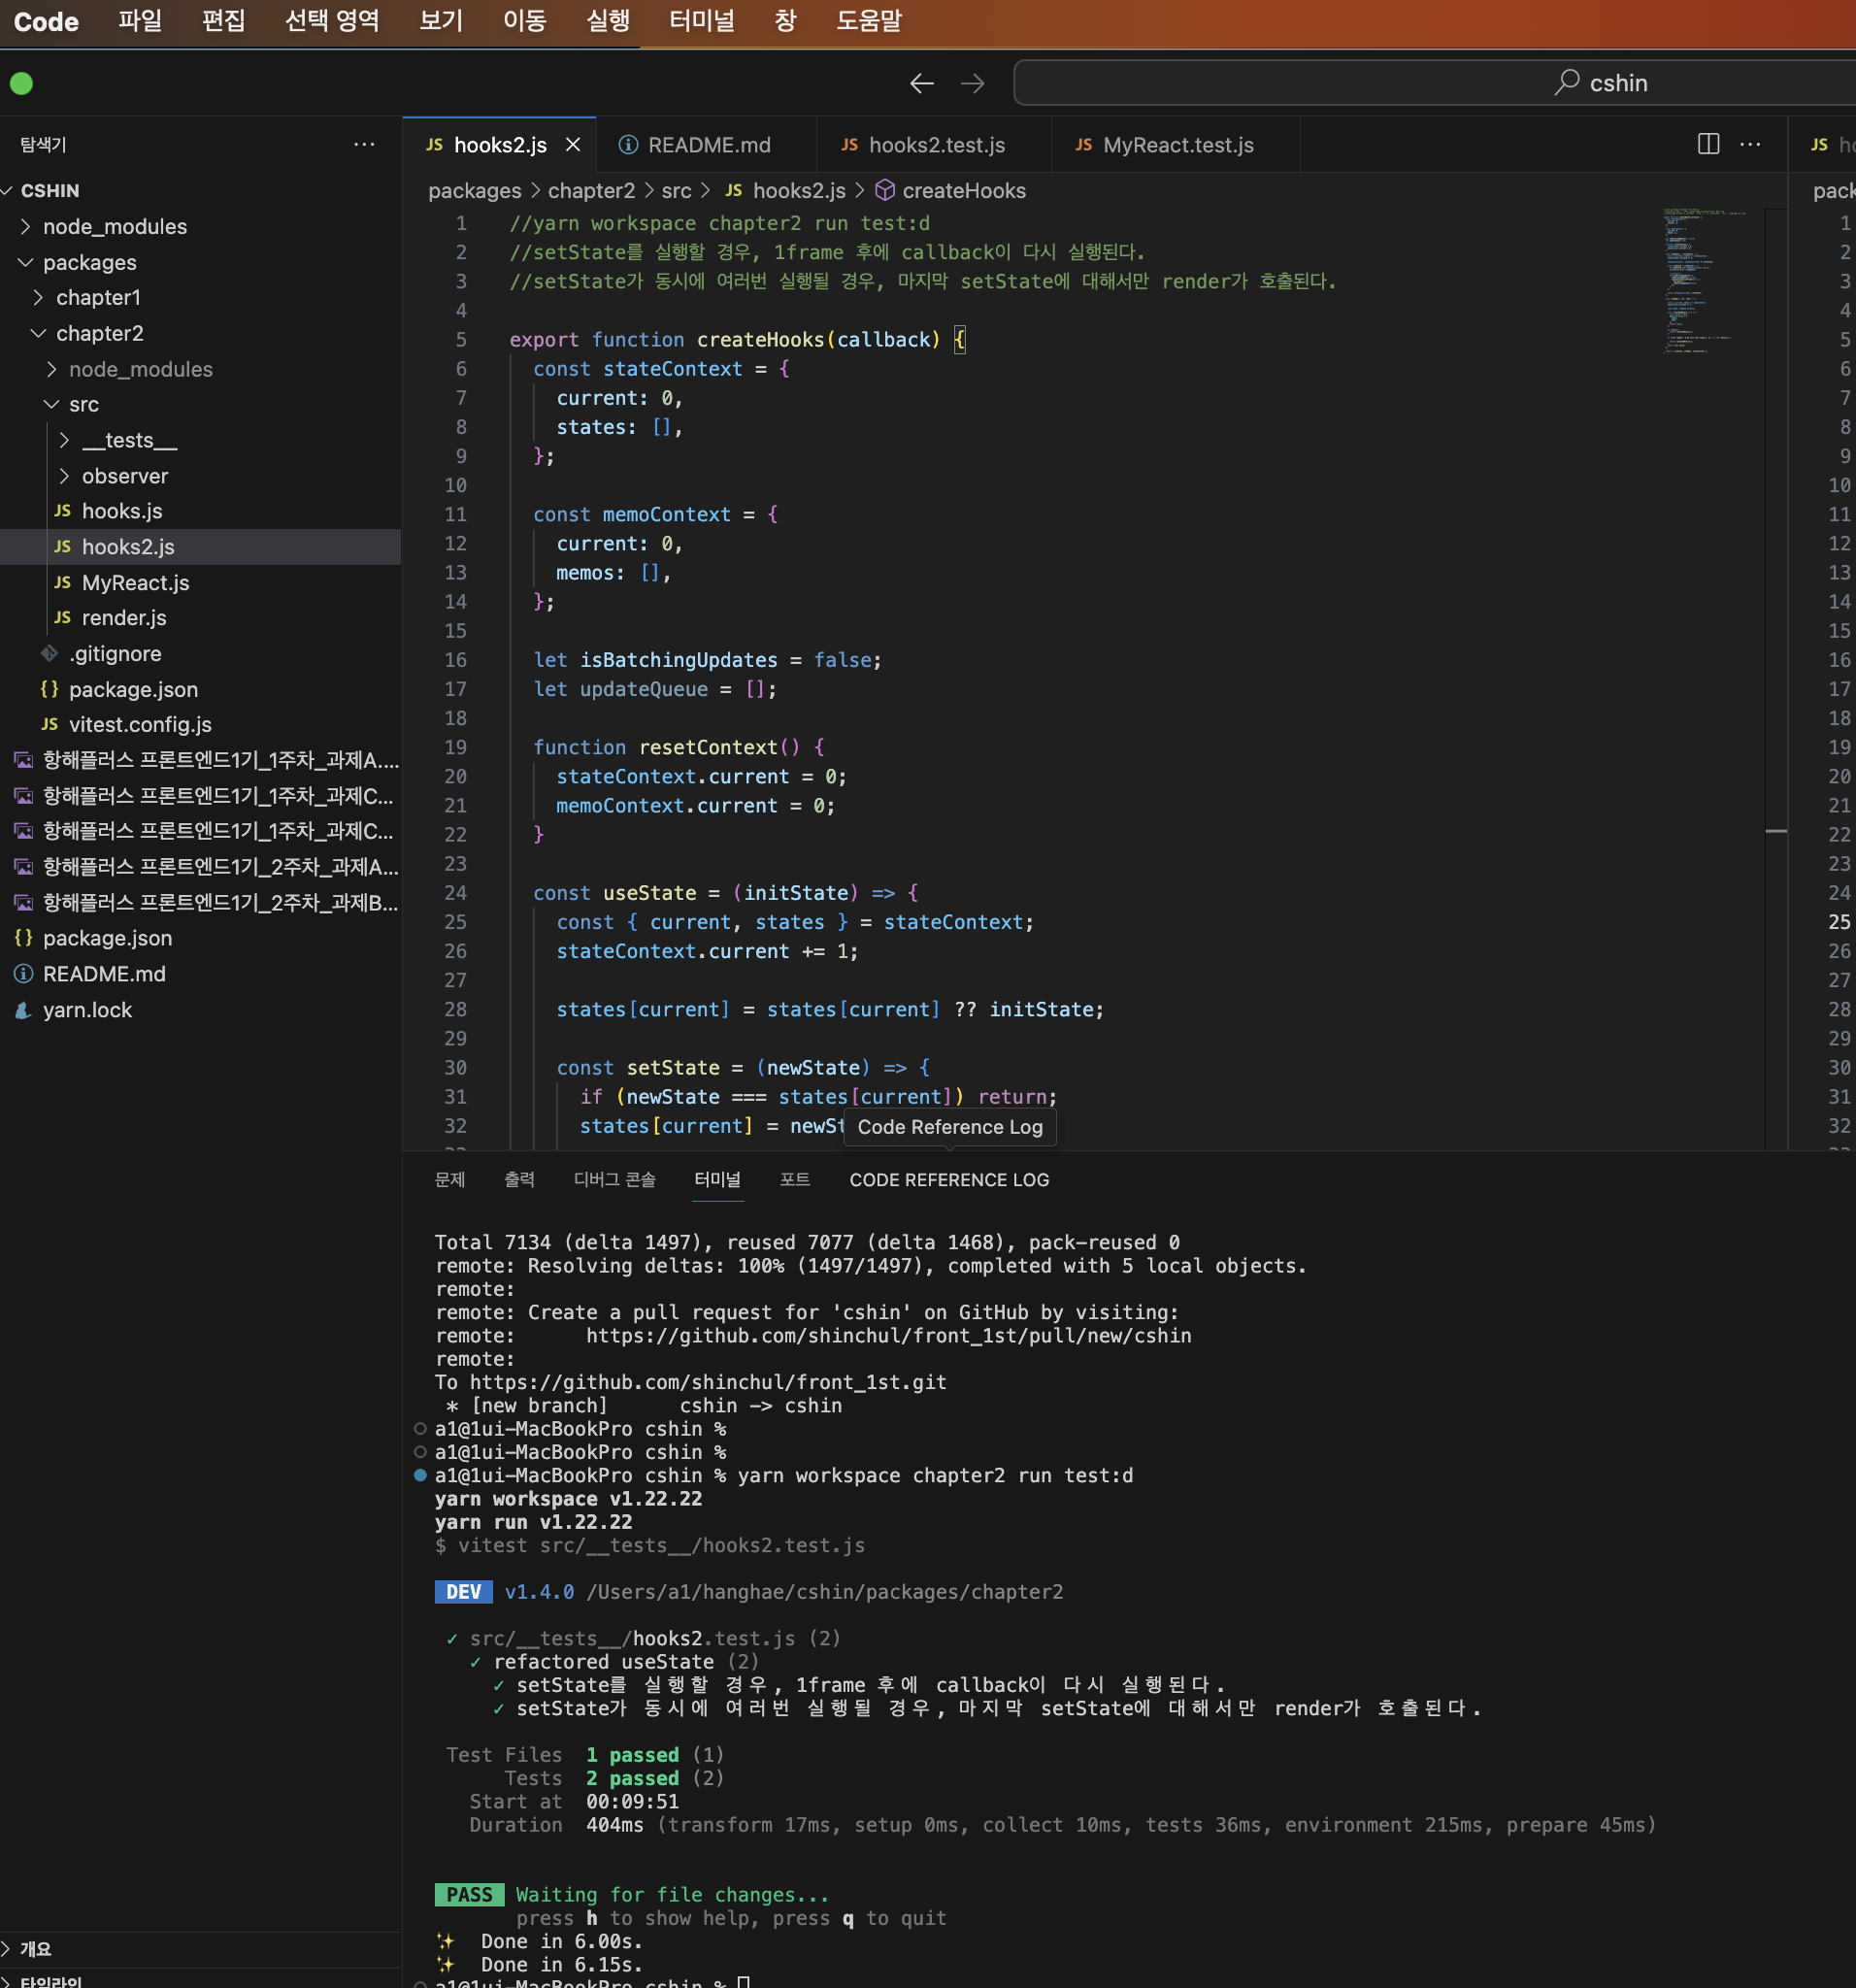 Code 파일 편집 선택 영역 보기 이동 실행 터미널 창 도움말
cshin
탐색기
CSHIN
node_modules
packages
chapter1
chapter2
node_modules
src
__tests__
observer
JS hooks.js
JS hooks2.js
JS MyReact.js
JS render.js
.gitignore
{} package.json
JS vitest.config.js
항해플러스 프론트엔드1기_1주차_과제A....
항해플러스 프론트엔드1기_1주차_과제C...
항해플러스 프론트엔드1기_1주차_과제C...
항해플러스 프론트엔드1기_2주차_과제A...
항해플러스 프론트엔드1기_2주차_과제B...
{} package.json
README.md
yarn.lock
개요
타임라인
JS hooks2.js README.md JS hooks2.test.js JS MyReact.test.js
packages > chapter2 > src > JS hooks2.js > createHooks
1 //yarn workspace chapter2 run test:d
2 //setState를 실행할 경우, 1frame 후에 callback이 다시 실행된다.
3 //setState가 동시에 여러번 실행될 경우, 마지막 setState에 대해서만 render가 호출된다.
4
5 export function createHooks(callback) {
6 const stateContext = {
7 current: 0,
8 states: [],
9 };
10
11 const memoContext = {
12 current: 0,
13 memos: [],
14 };
15
16 let isBatchingUpdates = false;
17 let updateQueue = [];
18
19 function resetContext() {
20 stateContext.current = 0;
21 memoContext.current = 0;
22 }
23
24 const useState = (initState) => {
25 const { current, states } = stateContext;
26 stateContext.current += 1;
27
28 states[current] = states[current] ?? initState;
29
30 const setState = (newState) => {
31 if (newState === states[current]) return;
32 states[current] = newSt
Code Reference Log
JS
pack
1
2
3
4
5
6
7
8
9
10
11
12
13
14
15
16
17
18
19
20
21
22
23
24
25
26
27
28
29
30
31
32
문제 출력 디버그 콘솔 터미널 포트 CODE REFERENCE LOG
Total 7134 (delta 1497), reused 7077 (delta 1468), pack-reused 0
remote: Resolving deltas: 100% (1497/1497), completed with 5 local objects.
remote:
remote: Create a pull request for 'cshin' on GitHub by visiting:
remote: https://github.com/shinchul/front_1st/pull/new/cshin
remote:
To https://github.com/shinchul/front_1st.git
* [new branch] cshin -> cshin
a1@1ui-MacBookPro cshin %
a1@1ui-MacBookPro cshin %
a1@1ui-MacBookPro cshin % yarn workspace chapter2 run test:d
yarn workspace v1.22.22
yarn run v1.22.22
$ vitest src/__tests__/hooks2.test.js
DEV v1.4.0 /Users/a1/hanghae/cshin/packages/chapter2
✓ src/__tests__/hooks2.test.js (2)
✓ refactored useState (2)
✓ setState를 실행할 경우, 1frame 후에 callback이 다시 실행된다.
✓ setState가 동시에 여러번 실행될 경우, 마지막 setState에 대해서만 render가 호출된다.
Test Files 1 passed (1)
Tests 2 passed (2)
Start at 00:09:51
Duration 404ms (transform 17ms, setup 0ms, collect 10ms, tests 36ms, environment 215ms, prepare 45ms)
PASS Waiting for file changes...
press h to show help, press q to quit
✨ Done in 6.00s.
✨ Done in 6.15s.
a1@1ui-MacBookPro cshin %